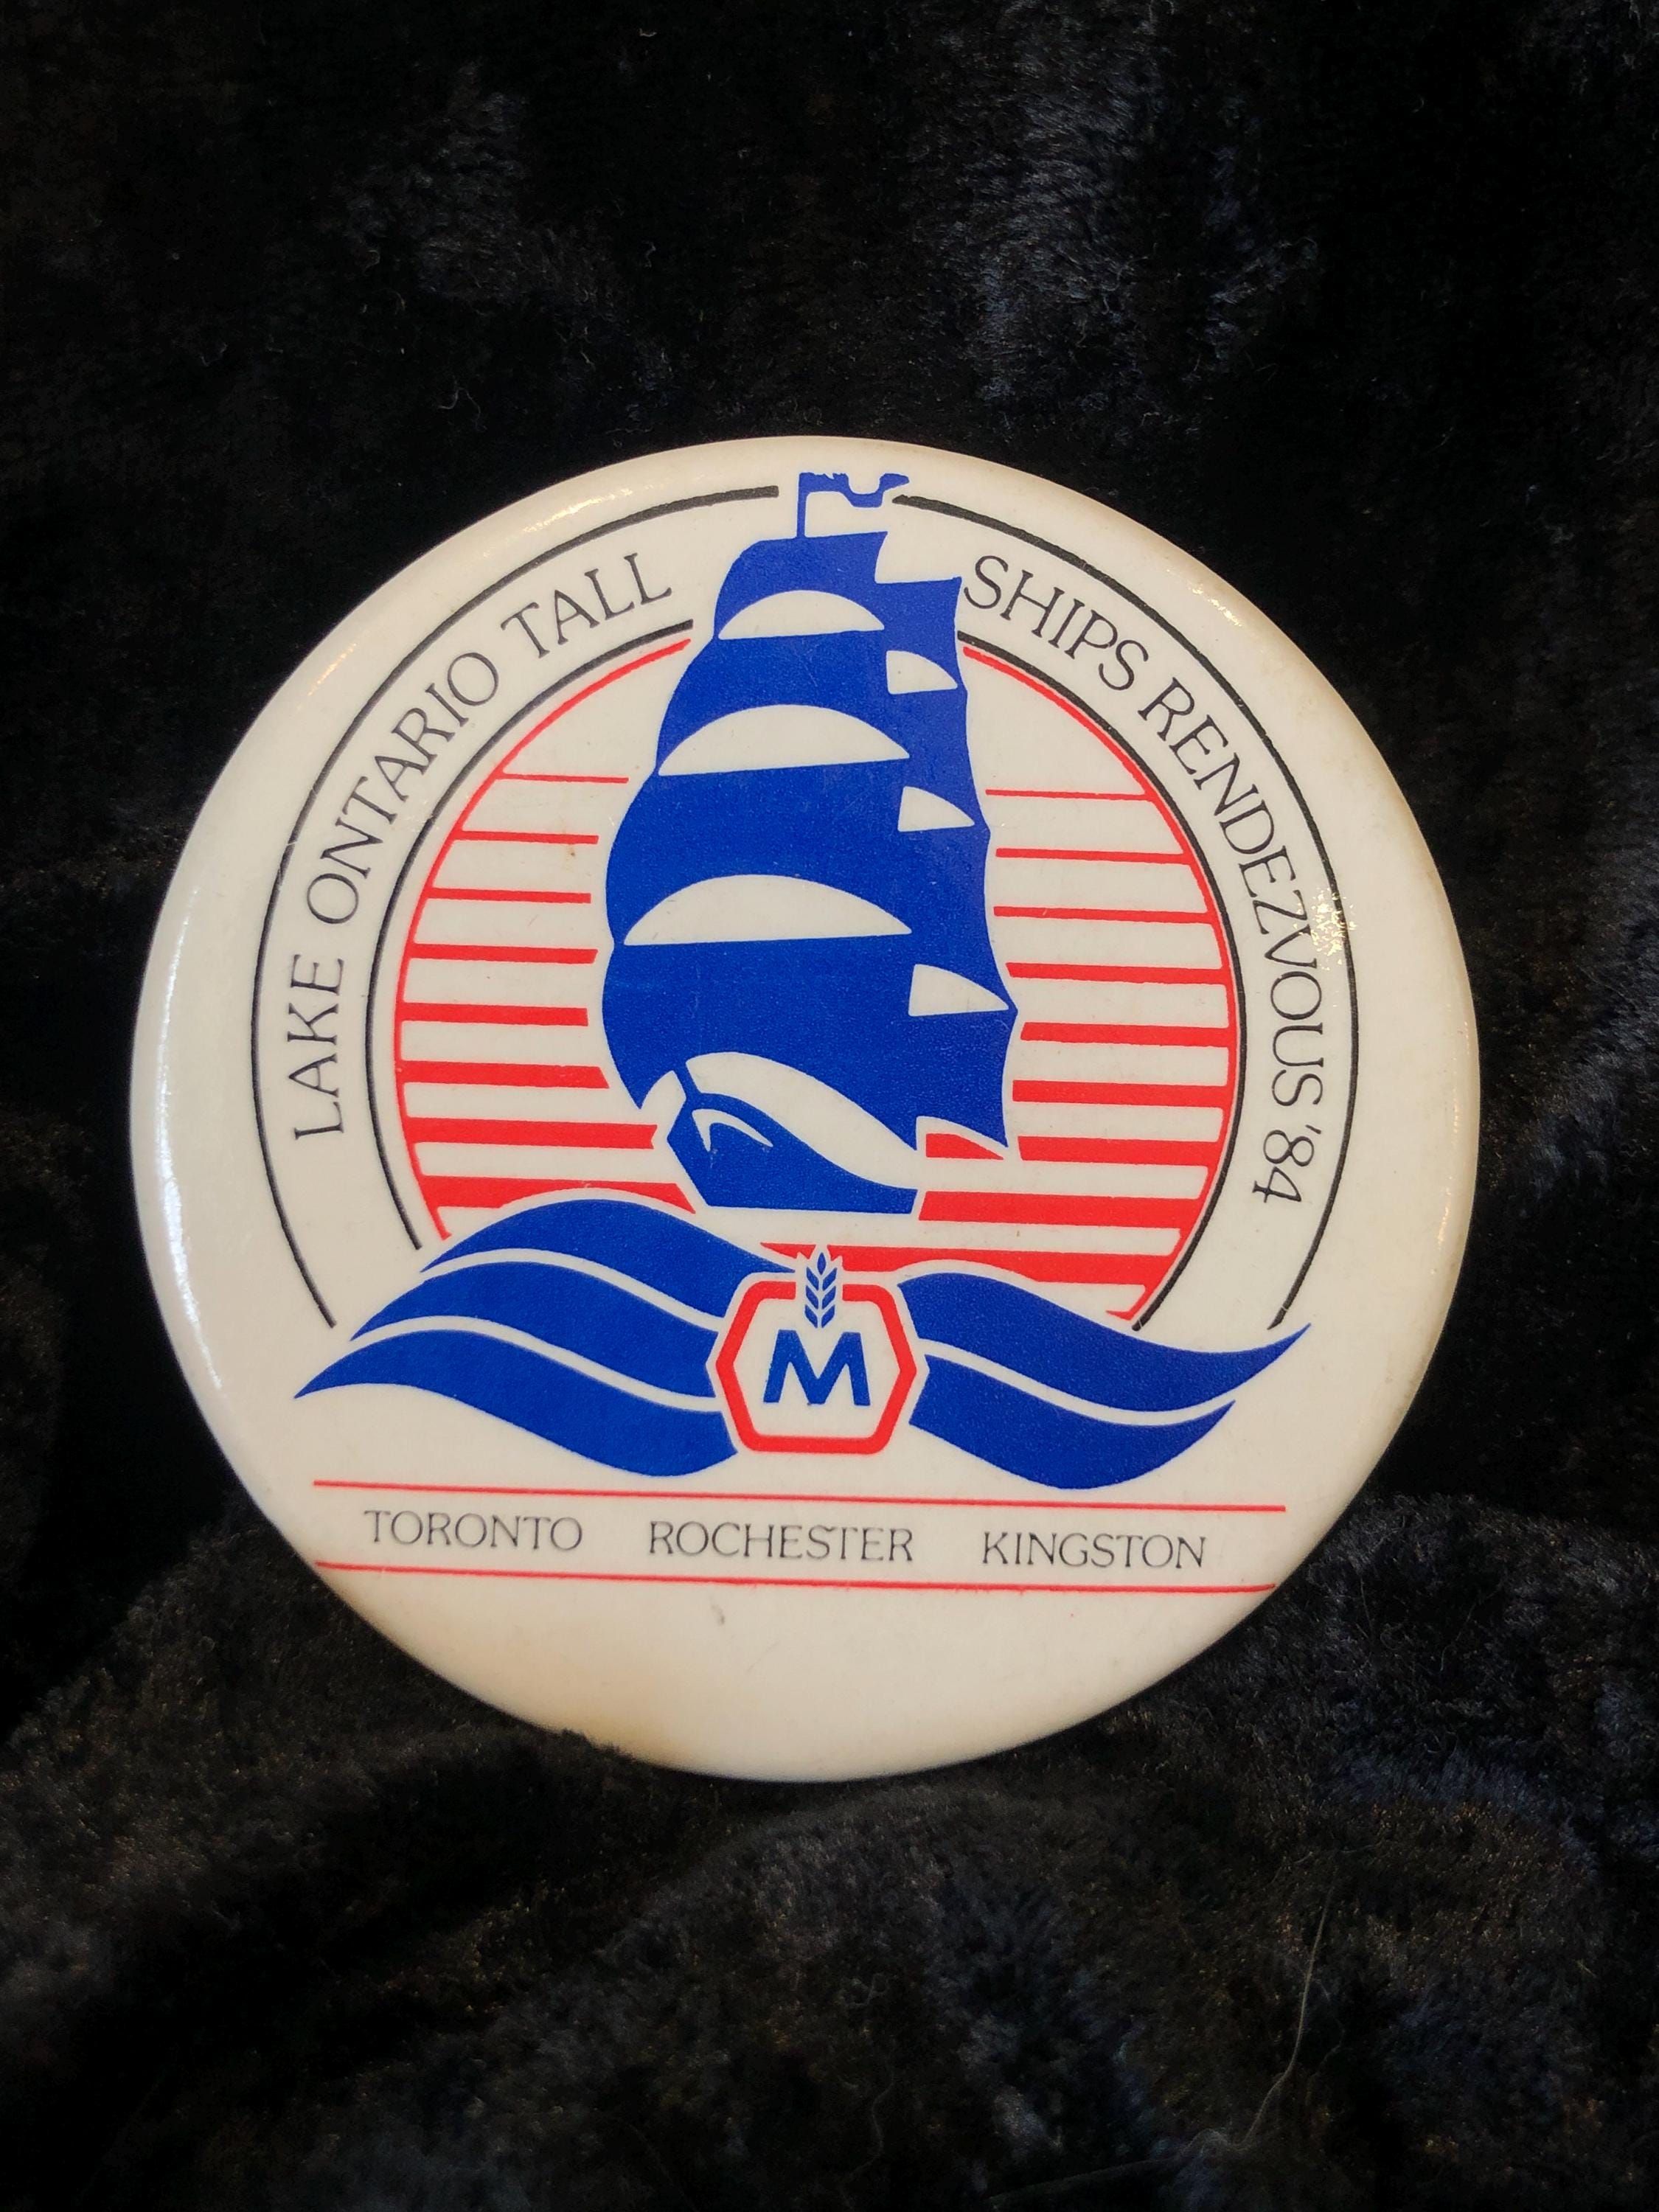 LAKE ONTARIO TALL SHIPS RENDEZVOUS '84
M
TORONTO ROCHESTER KINGSTON